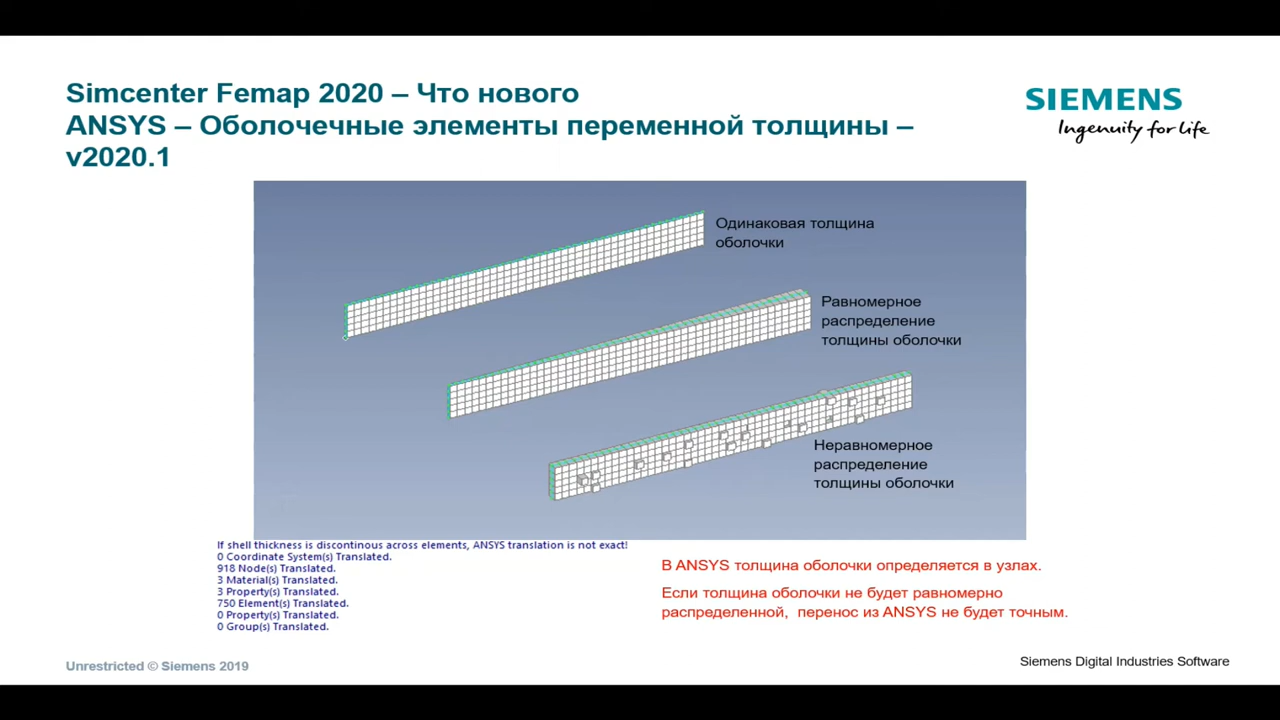 Simcenter Femap 2020 – Что нового
ANSYS – Оболочечные элементы переменной толщины –
v2020.1
SIEMENS
Ingenuity for life
Одинаковая толщина
оболочки
Равномерное
распределение
толщины оболочки
Неравномерное
распределение
толщины оболочки
If shell thickness is discontinous across elements, ANSYS translation is not exact!
0 Coordinate System(s) Translated.
918 Node(s) Translated.
3 Material(s) Translated.
3 Property(s) Translated.
750 Element(s) Translated.
0 Property(s) Translated.
0 Group(s) Translated.
В ANSYS толщина оболочки определяется в узлах.
Если толщина оболочки не будет равномерно
распределенной, перенос из ANSYS не будет точным.
Unrestricted © Siemens 2019
Siemens Digital Industries Software